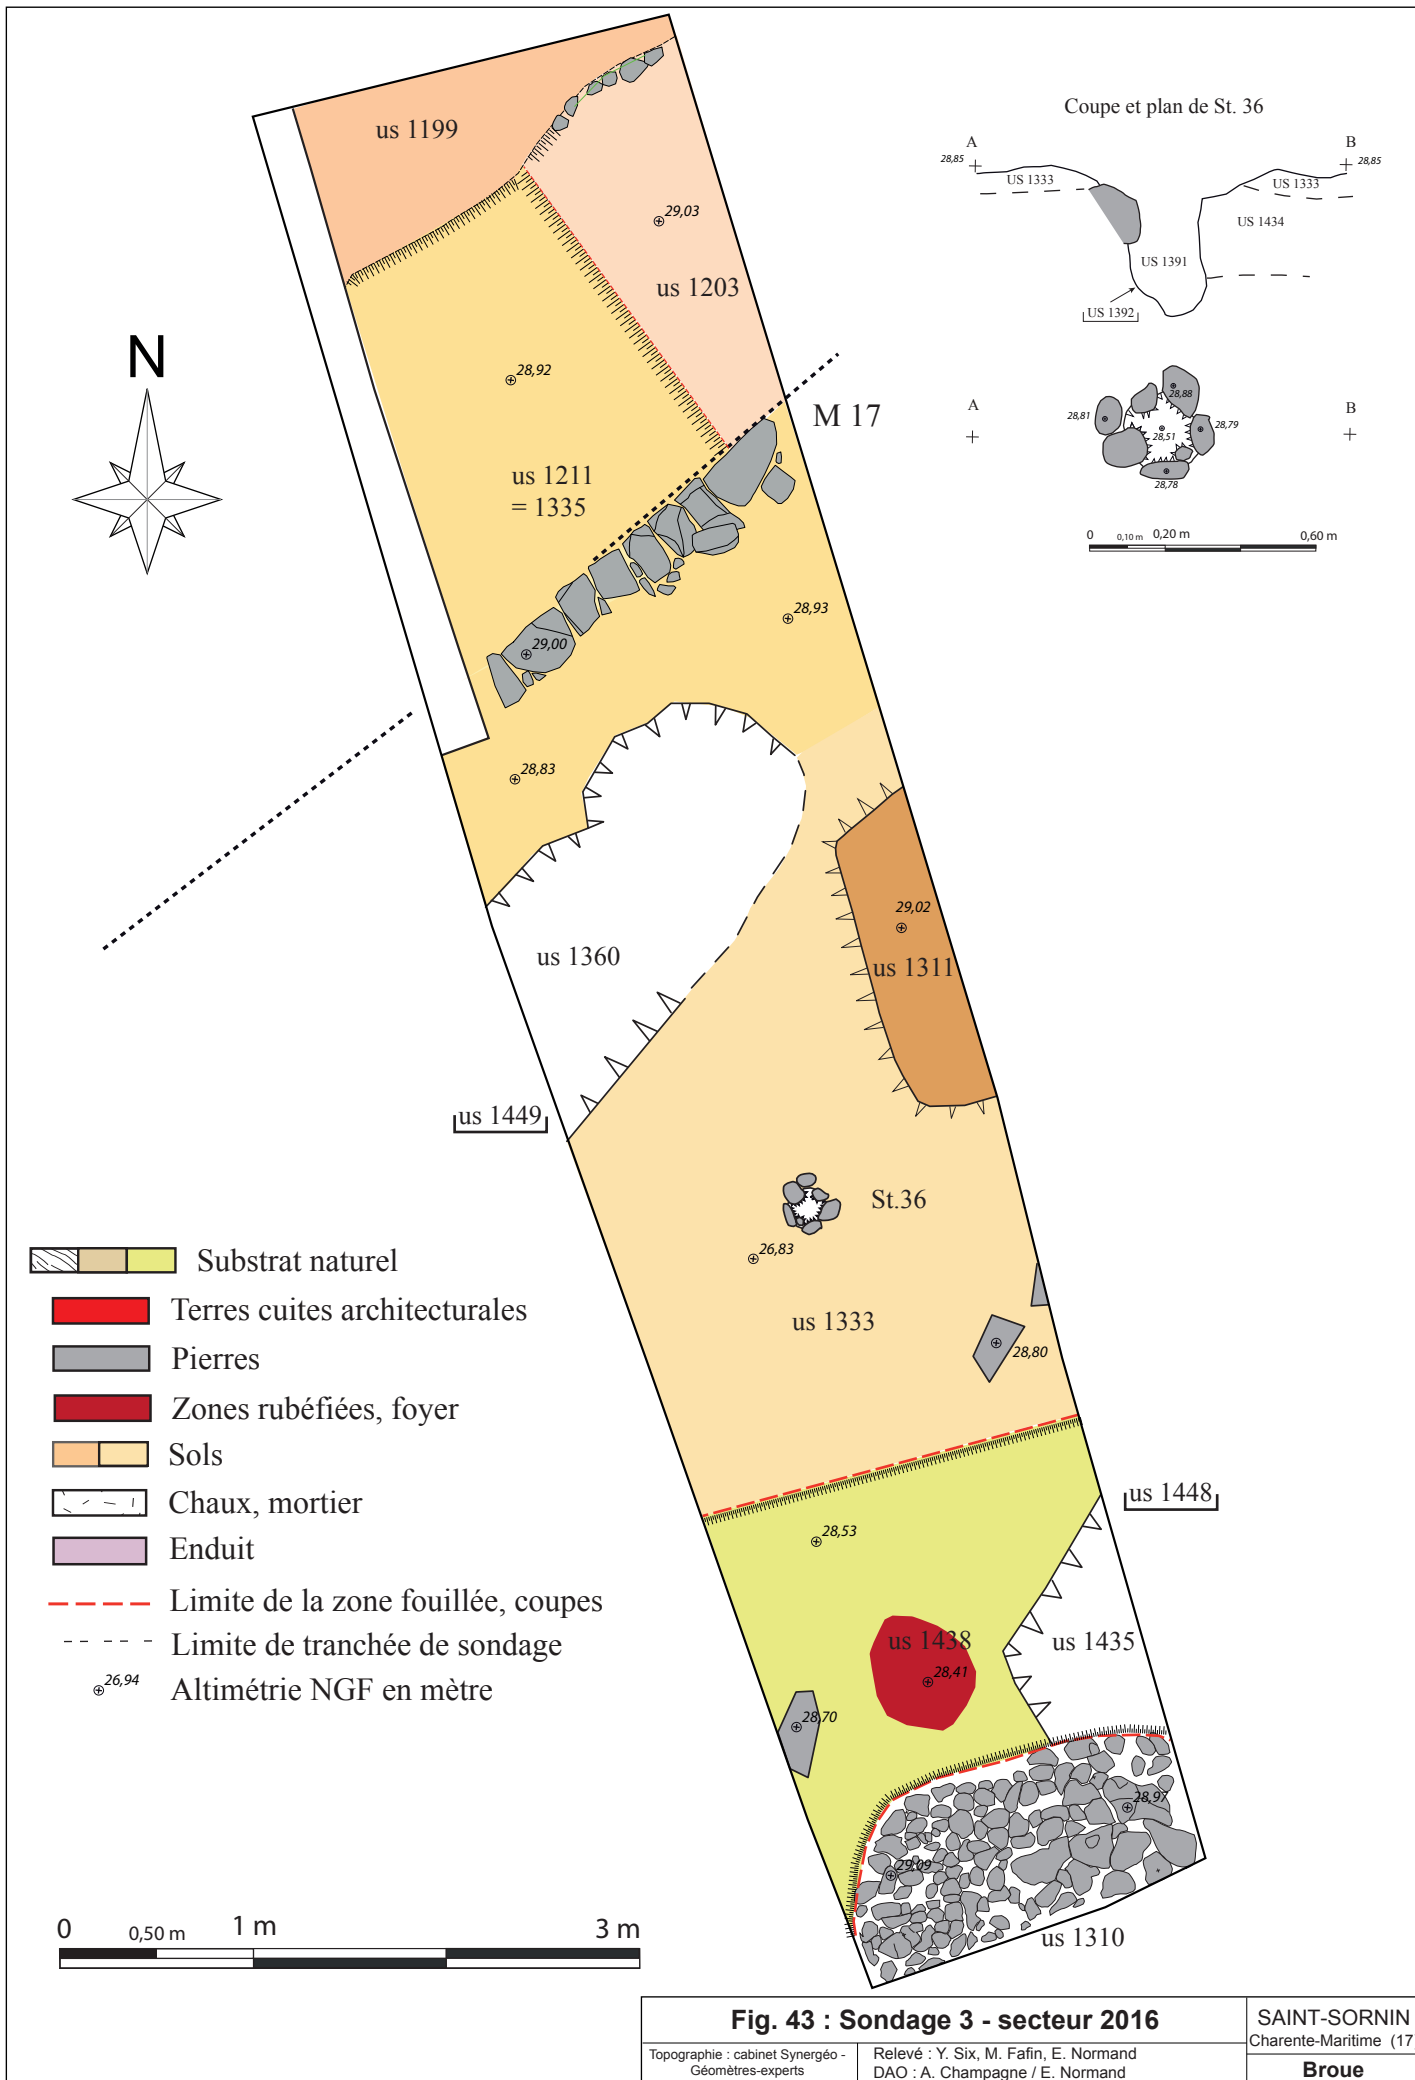 us 1199
29,03
us 1203
28,92
M 17
us 1211
= 1335
28,93
29,00
28,83
us 1360
29,02
us 1311
us 1449
St.36
26,83
us 1333
28,80
us 1448
28,53
us 1438
us 1435
28,41
28,70
28,97
29,09
us 1310
N
Coupe et plan de St. 36
A
B
28,85
28,85
US 1333
US 1333
US 1434
US 1391
US 1392
A
B
28,88
28,81
28,79
28,51
28,78
0 0,10 m 0,20 m 0,60 m
Substrat naturel
Terres cuites architecturales
Pierres
Zones rubéfiées, foyer
Sols
Chaux, mortier
Enduit
Limite de la zone fouillée, coupes
Limite de tranchée de sondage
26,94 Altimétrie NGF en mètre
0 0,50 m 1 m 3 m
Fig. 43 : Sondage 3 - secteur 2016
Topographie : cabinet Synergéo -
Géomètres-experts
Relevé : Y. Six, M. Fafin, E. Normand
DAO : A. Champagne / E. Normand
SAINT-SORNIN
Charente-Maritime (17
Broue